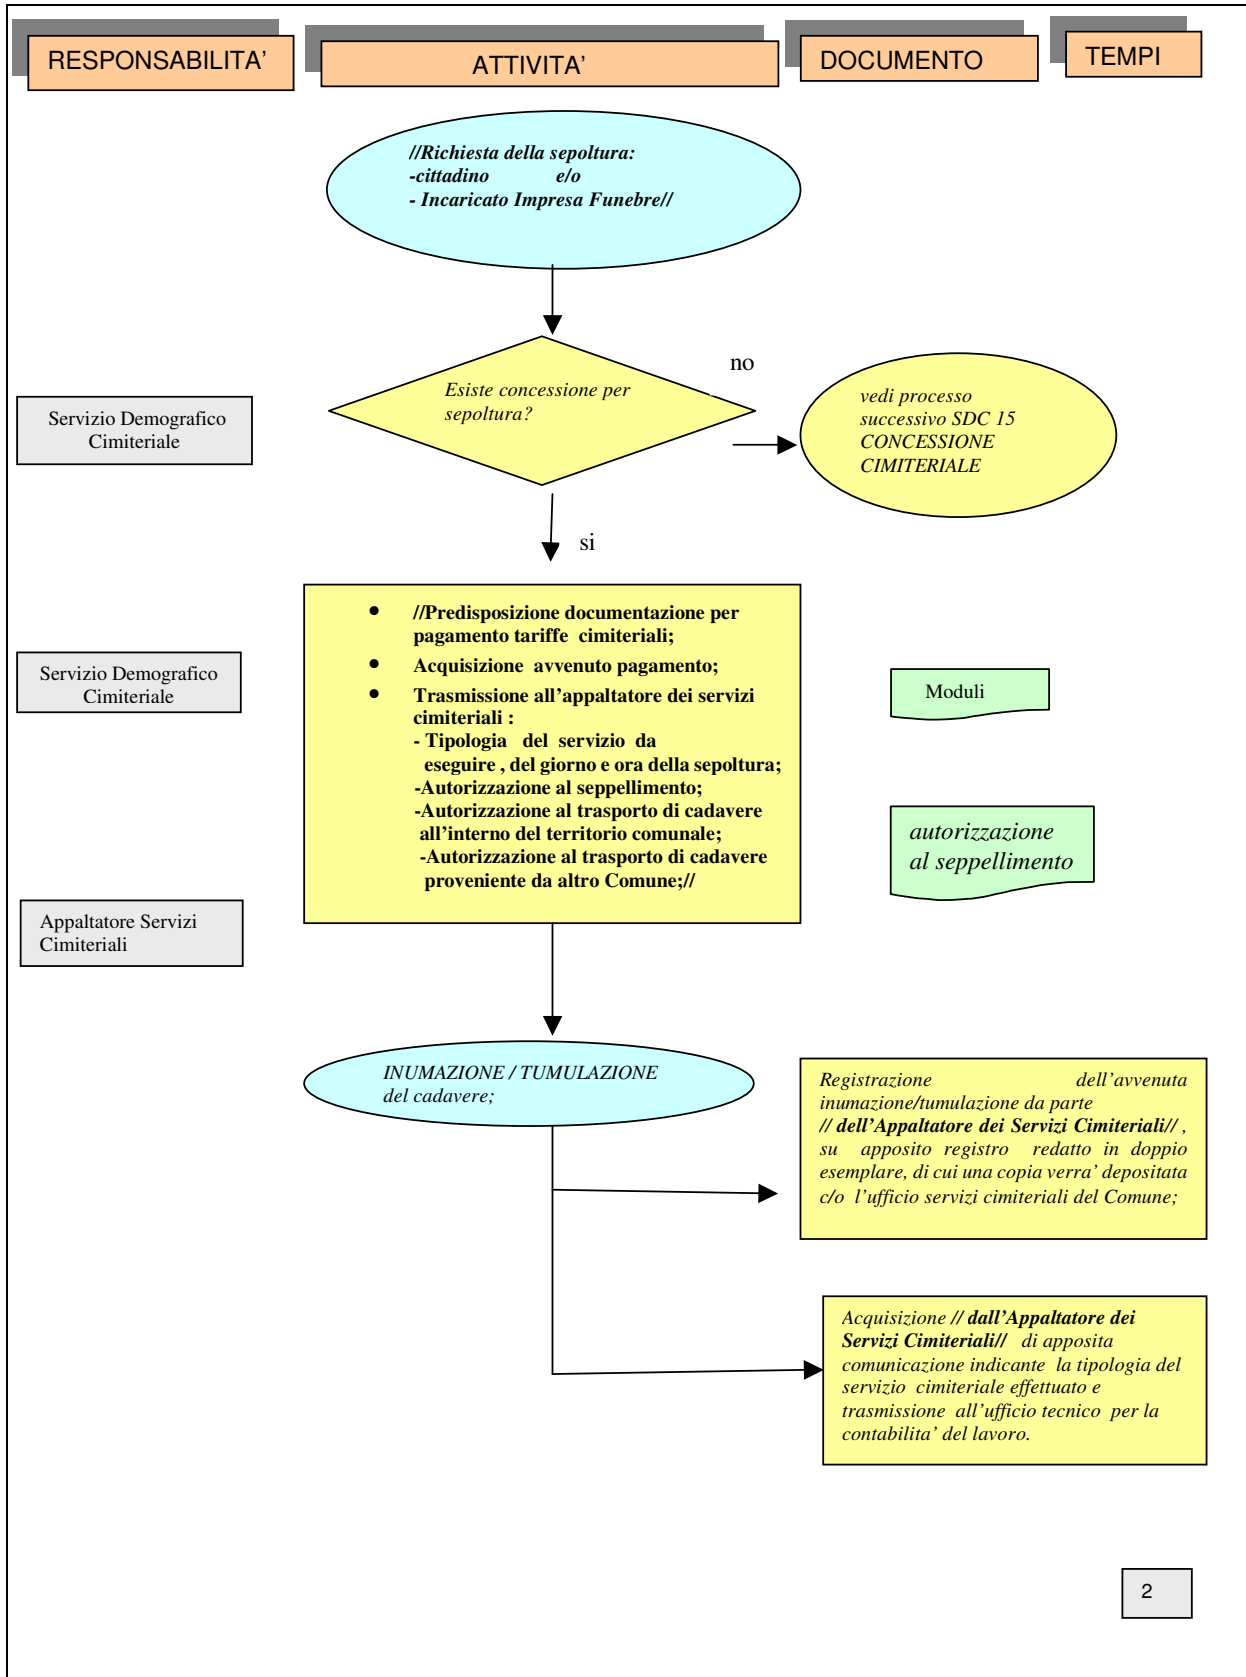 RESPONSABILITA’
ATTIVITA’
DOCUMENTO
TEMPI
//Richiesta della sepoltura:
-cittadino e/o
- Incaricato Impresa Funebre//
Servizio Demografico
Cimiteriale
Esiste concessione per
sepoltura?
no
vedi processo
successivo SDC 15
CONCESSIONE
CIMITERIALE
si
Servizio Demografico
Cimiteriale
• //Predisposizione documentazione per
pagamento tariffe cimiteriali;
• Acquisizione avvenuto pagamento;
• Trasmissione all’appaltatore dei servizi
cimiteriali :
- Tipologia del servizio da
eseguire , del giorno e ora della sepoltura;
-Autorizzazione al seppellimento;
-Autorizzazione al trasporto di cadavere
all’interno del territorio comunale;
-Autorizzazione al trasporto di cadavere
proveniente da altro Comune;//
Moduli
autorizzazione
al seppellimento
Appaltatore Servizi
Cimiteriali
INUMAZIONE / TUMULAZIONE
del cadavere;
Registrazione dell’avvenuta
inumazione/tumulazione da parte
// dell’Appaltatore dei Servizi Cimiteriali// ,
su apposito registro redatto in doppio
esemplare, di cui una copia verra’ depositata
c/o l’ufficio servizi cimiteriali del Comune;
Acquisizione // dall’Appaltatore dei
Servizi Cimiteriali// di apposita
comunicazione indicante la tipologia del
servizio cimiteriale effettuato e
trasmissione all’ufficio tecnico per la
contabilita’ del lavoro.
2